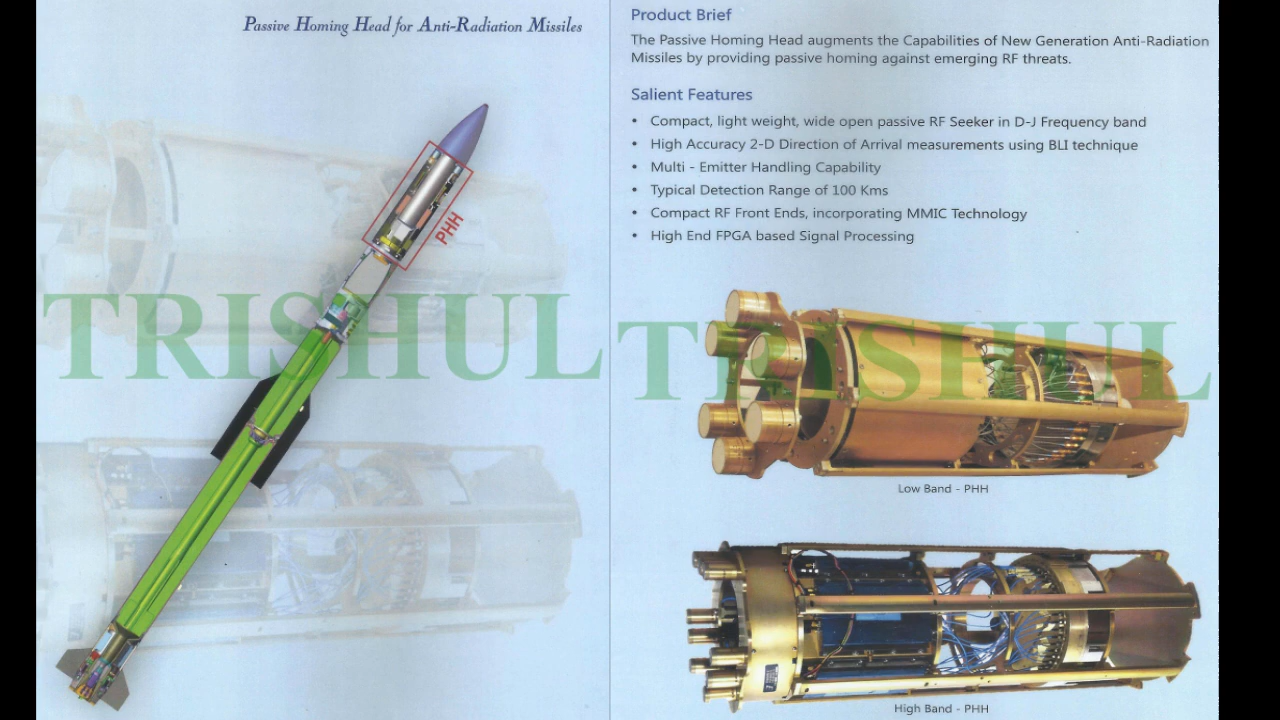 Passive Homing Head for Anti-Radiation Missiles
PHH
TRISHUL
Product Brief
The Passive Homing Head augments the Capabilities of New Generation Anti-Radiation
Missiles by providing passive homing against emerging RF threats.
Salient Features
• Compact, light weight, wide open passive RF Seeker in D-J Frequency band
• High Accuracy 2-D Direction of Arrival measurements using BLI technique
• Multi - Emitter Handling Capability
• Typical Detection Range of 100 Kms
• Compact RF Front Ends, incorporating MMIC Technology
• High End FPGA based Signal Processing
TRISHUL
Low Band - PHH
High Band - PHH